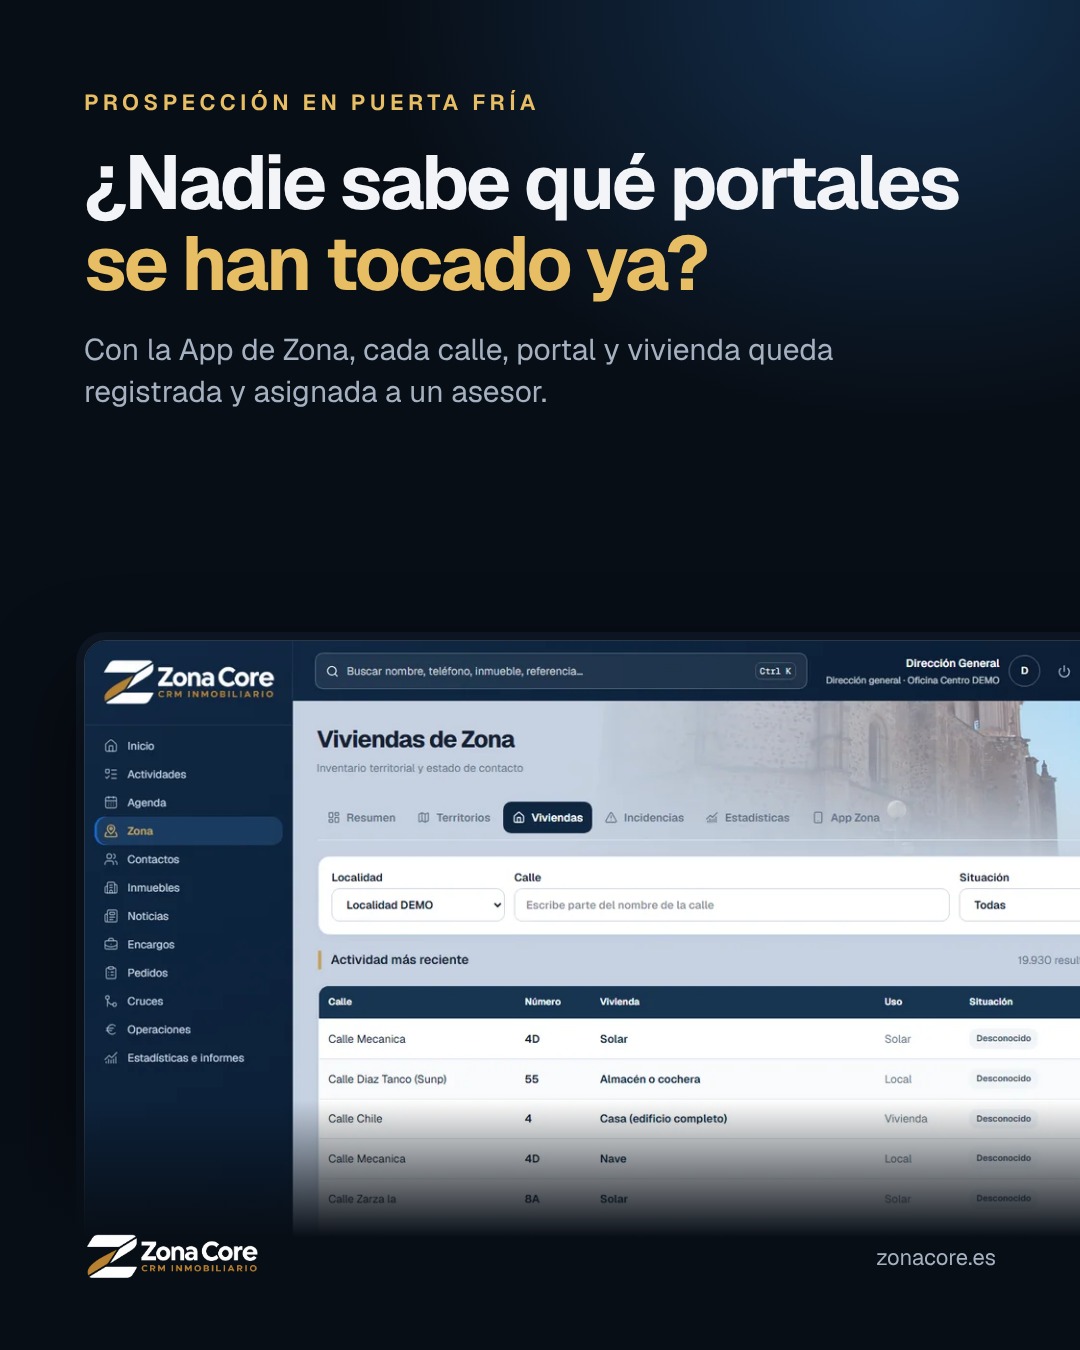 PROSPECCIÓN EN PUERTA FRÍA
¿Nadie sabe qué portales
se han tocado ya?
Con la App de Zona, cada calle, portal y vivienda queda
registrada y asignada a un asesor.
Zona Core
CRM INMOBILIARIO
Buscar nombre, teléfono, inmueble, referencia...
Ctrl K
Dirección General
Dirección general · Oficina Centro DEMO
D
Inicio
Actividades
Agenda
Zona
Contactos
Inmuebles
Noticias
Encargos
Pedidos
Cruces
Operaciones
Estadísticas e informes
Viviendas de Zona
Inventario territorial y estado de contacto
Resumen Territorios Viviendas Incidencias Estadísticas App Zona
Localidad Calle Situación
Localidad DEMO Escribe parte del nombre de la calle Todas
Actividad más reciente 19.930 resul
Calle Número Vivienda Uso Situación
Calle Mecanica 4D Solar Solar Desconocido
Calle Diaz Tanco (Sunp) 55 Almacén o cochera Local Desconocido
Calle Chile 4 Casa (edificio completo) Vivienda Desconocido
Calle Mecanica 4D Nave Local Desconocido
Calle Zarza la 8A Solar Solar Desconocido
Zona Core
CRM INMOBILIARIO
zonacore.es